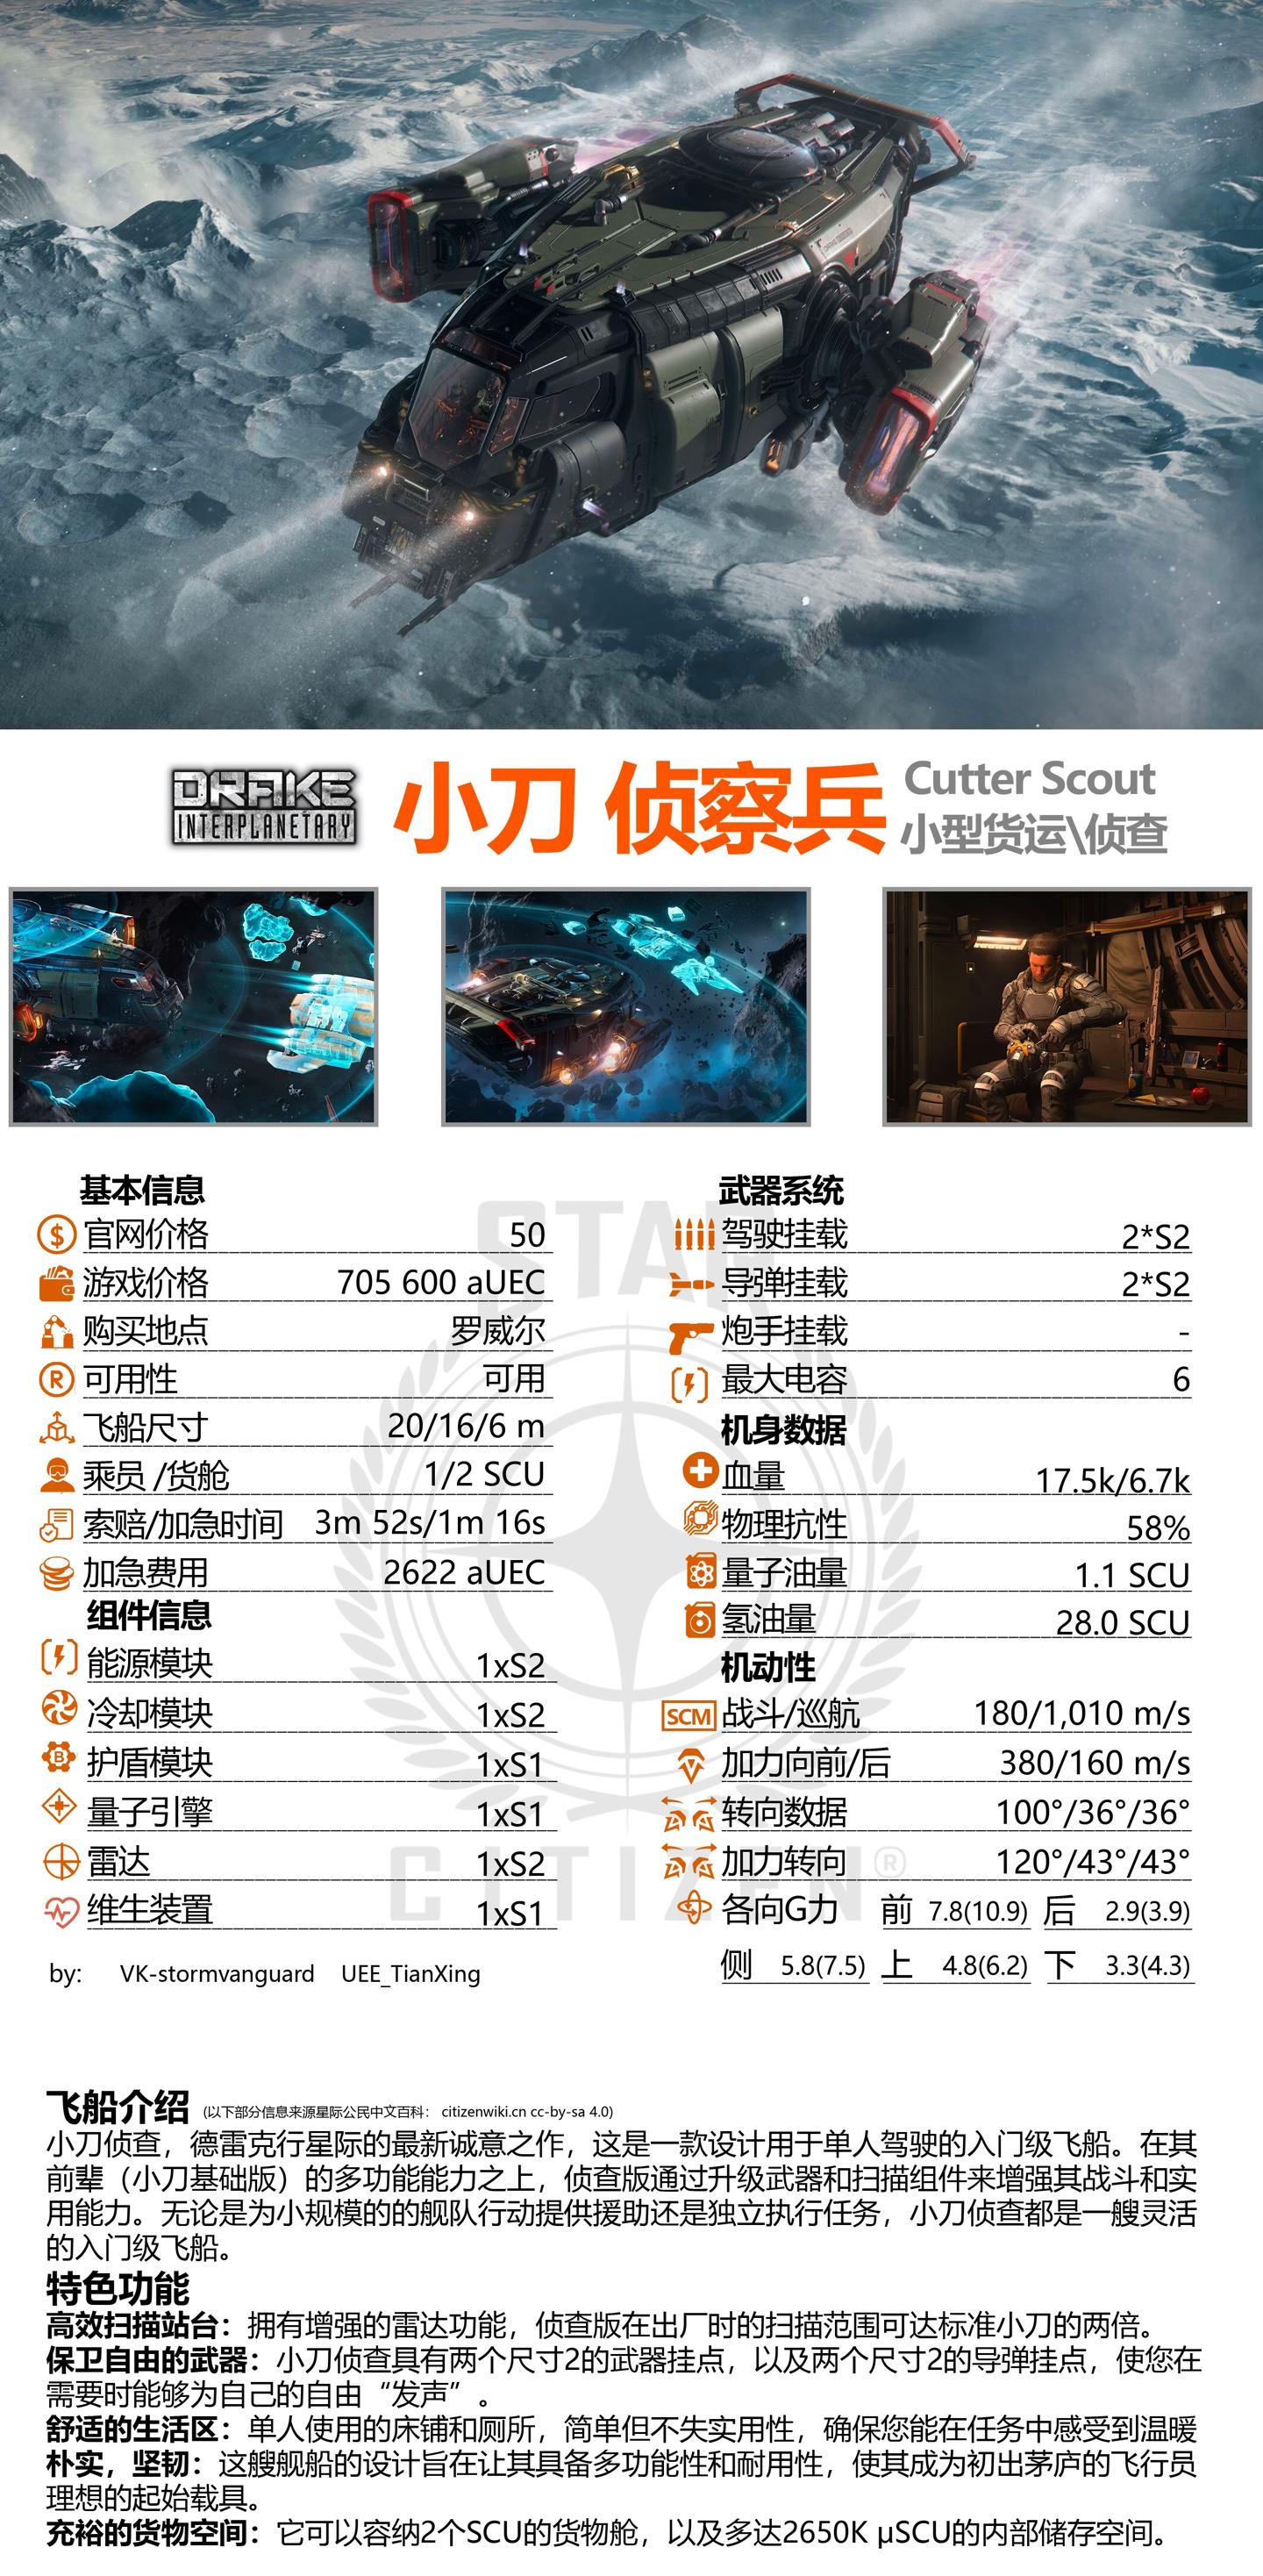 DRAKE
INTERPLANETARY
小刀 侦察兵
Cutter Scout
小型货运\侦查
基本信息
官网价格 50
游戏价格 705 600 aUEC
购买地点 罗威尔
可用性 可用
飞船尺寸 20/16/6 m
乘员 /货舱 1/2 SCU
索赔/加急时间 3m 52s/1m 16s
加急费用 2622 aUEC
组件信息
能源模块 1xS2
冷却模块 1xS2
护盾模块 1xS1
量子引擎 1xS1
雷达 1xS2
维生装置 1xS1
by: VK-stormvanguard UEE_TianXing
武器系统
驾驶挂载 2*S2
导弹挂载 2*S2
炮手挂载 -
最大电容 6
机身数据
血量 17.5k/6.7k
物理抗性 58%
量子油量 1.1 SCU
氢油量 28.0 SCU
机动性
SCM 战斗/巡航 180/1,010 m/s
加力向前/后 380/160 m/s
转向数据 100°/36°/36°
加力转向 120°/43°/43°
各向G力 前 7.8(10.9) 后 2.9(3.9)
侧 5.8(7.5) 上 4.8(6.2) 下 3.3(4.3)
STAR
CITIZEN®
飞船介绍 (以下部分信息来源星际公民中文百科： citizenwiki.cn cc-by-sa 4.0)
小刀侦查，德雷克行星际的最新诚意之作，这是一款设计用于单人驾驶的入门级飞船。在其
前辈（小刀基础版）的多功能能力之上，侦查版通过升级武器和扫描组件来增强其战斗和实
用能力。无论是为小规模的的舰队行动提供援助还是独立执行任务，小刀侦查都是一艘灵活
的入门级飞船。
特色功能
高效扫描站台：拥有增强的雷达功能，侦查版在出厂时的扫描范围可达标准小刀的两倍。
保卫自由的武器：小刀侦查具有两个尺寸2的武器挂点，以及两个尺寸2的导弹挂点，使您在
需要时能够为自己的自由“发声”。
舒适的生活区：单人使用的床铺和厕所，简单但不失实用性，确保您能在任务中感受到温暖
朴实，坚韧：这艘舰船的设计旨在让其具备多功能性和耐用性，使其成为初出茅庐的飞行员
理想的起始载具。
充裕的货物空间：它可以容纳2个SCU的货物舱，以及多达2650K μSCU的内部储存空间。